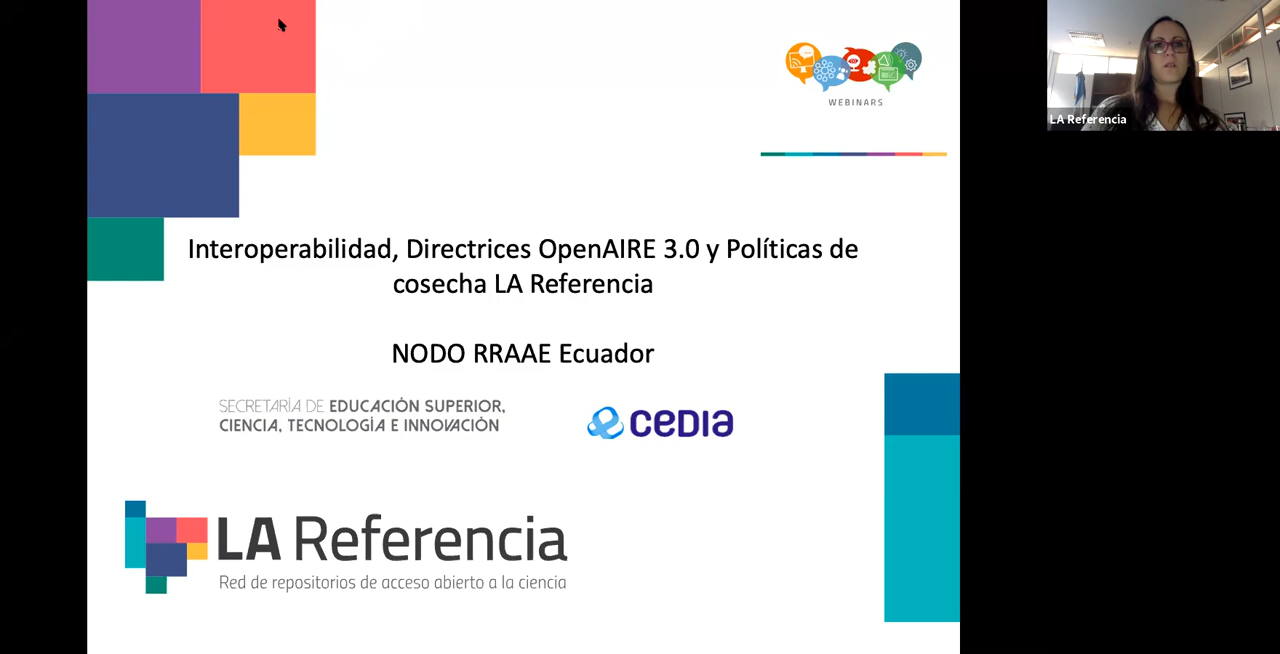 WEBINARS
LA Referencia
Interoperabilidad, Directrices OpenAIRE 3.0 y Políticas de
cosecha LA Referencia
NODO RRAAE Ecuador
SECRETARÍA DE EDUCACIÓN SUPERIOR,
CIENCIA, TECNOLOGÍA E INNOVACIÓN
CEDIA
LA Referencia
Red de repositorios de acceso abierto a la ciencia